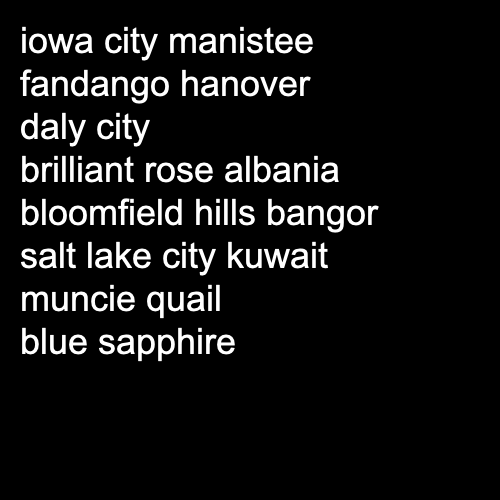 iowa city manistee
fandango hanover
daly city
brilliant rose albania
bloomfield hills bangor
salt lake city kuwait
muncie quail
blue sapphire